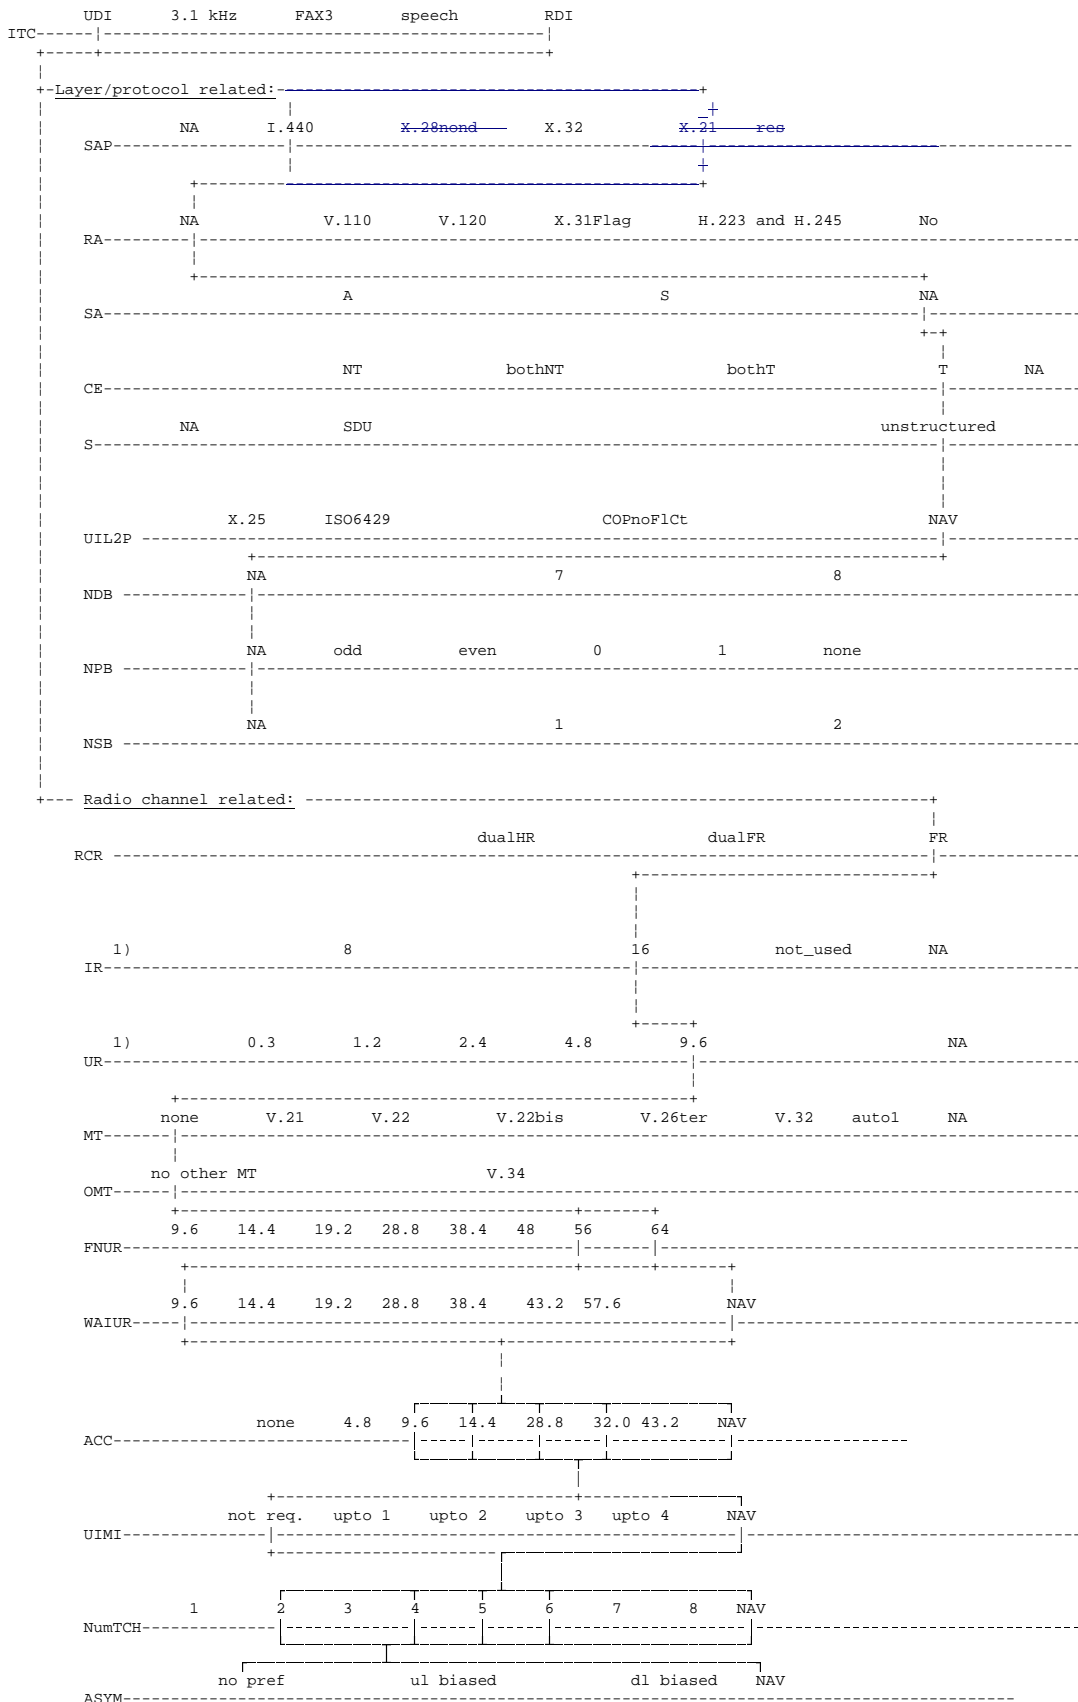 UDI 3.1 kHz FAX3 speech RDI
ITC
Layer/protocol related:
NA I.440 X.28nond X.32 X.21 res
SAP
NA V.110 V.120 X.31Flag H.223 and H.245 No
RA
A S NA
SA
NT bothNT bothT T NA
CE
NA SDU unstructured
S
X.25 ISO6429 COPnoFlCt NAV
UIL2P
NA 7 8
NDB
NA odd even 0 1 none
NPB
NA 1 2
NSB
Radio channel related:
dualHR dualFR FR
RCR
1) 8 16 not_used NA
IR
1) 0.3 1.2 2.4 4.8 9.6 NA
UR
none V.21 V.22 V.22bis V.26ter V.32 auto1 NA
MT
no other MT V.34
OMT
9.6 14.4 19.2 28.8 38.4 48 56 64
FNUR
9.6 14.4 19.2 28.8 38.4 43.2 57.6 NAV
WAIUR
none 4.8 9.6 14.4 28.8 32.0 43.2 NAV
ACC
not req. upto 1 upto 2 upto 3 upto 4 NAV
UIMI
1 2 3 4 5 6 7 8 NAV
NumTCH
no pref ul biased dl biased NAV
ASYM